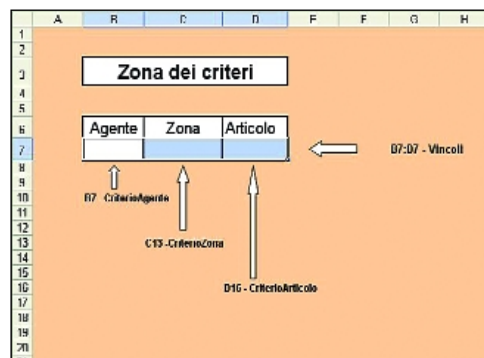 A B C D E F G H
1
2
3 Zona dei criteri
4
5
6 Agente Zona Articolo
7 B7:D7 - Vincoli
8
9
10 B7 CriterioAgente
11
12
13 C13 -CriterioZona
14
15
16 D16 - CriterioArticolo
17
18
19
20